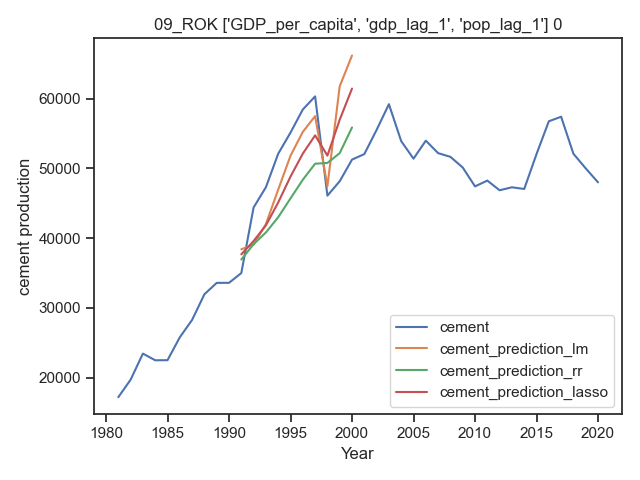 09_ROK ['GDP_per_capita', 'gdp_lag_1', 'pop_lag_1'] 0
cement production
60000
50000
40000
30000
20000
cement
cement_prediction_lm
cement_prediction_rr
cement_prediction_lasso
1980 1985 1990 1995 2000 2005 2010 2015 2020
Year